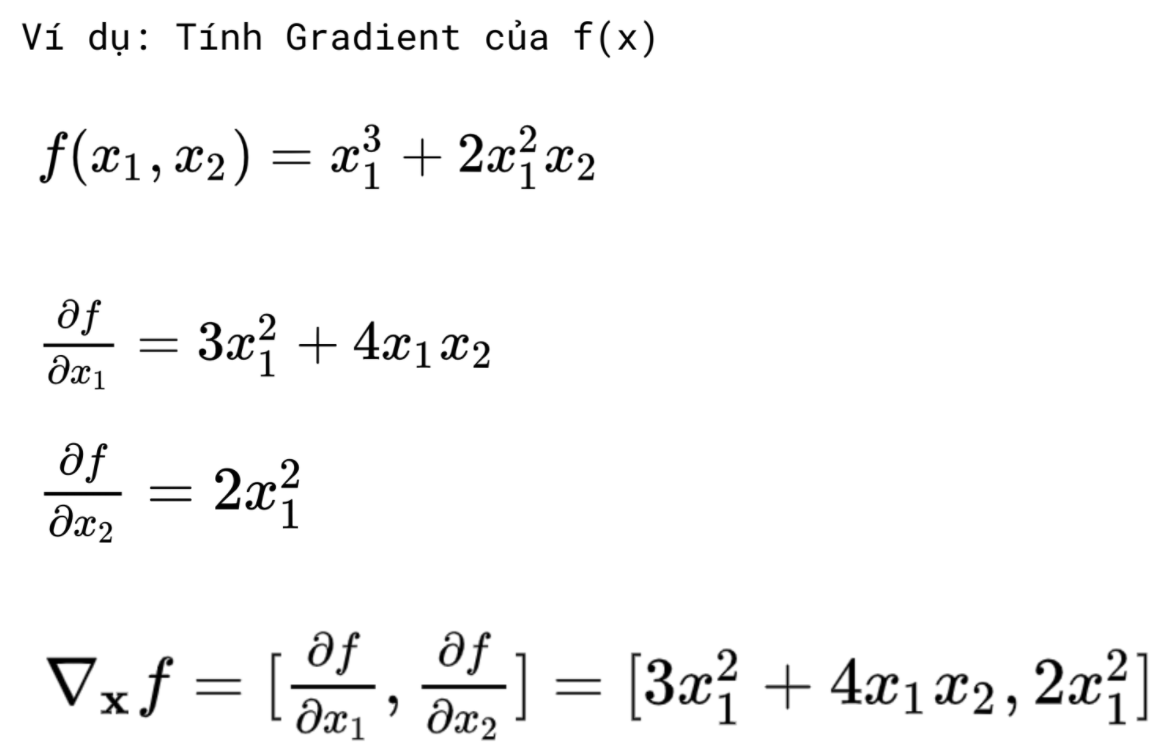 Ví dụ: Tính Gradient của f(x)
f(x₁, x₂) = x₁³ + 2x₁²x₂
∂f/∂x₁ = 3x₁² + 4x₁x₂
∂f/∂x₂ = 2x₁²
∇ₓf = [∂f/∂x₁, ∂f/∂x₂] = [3x₁² + 4x₁x₂, 2x₁²]